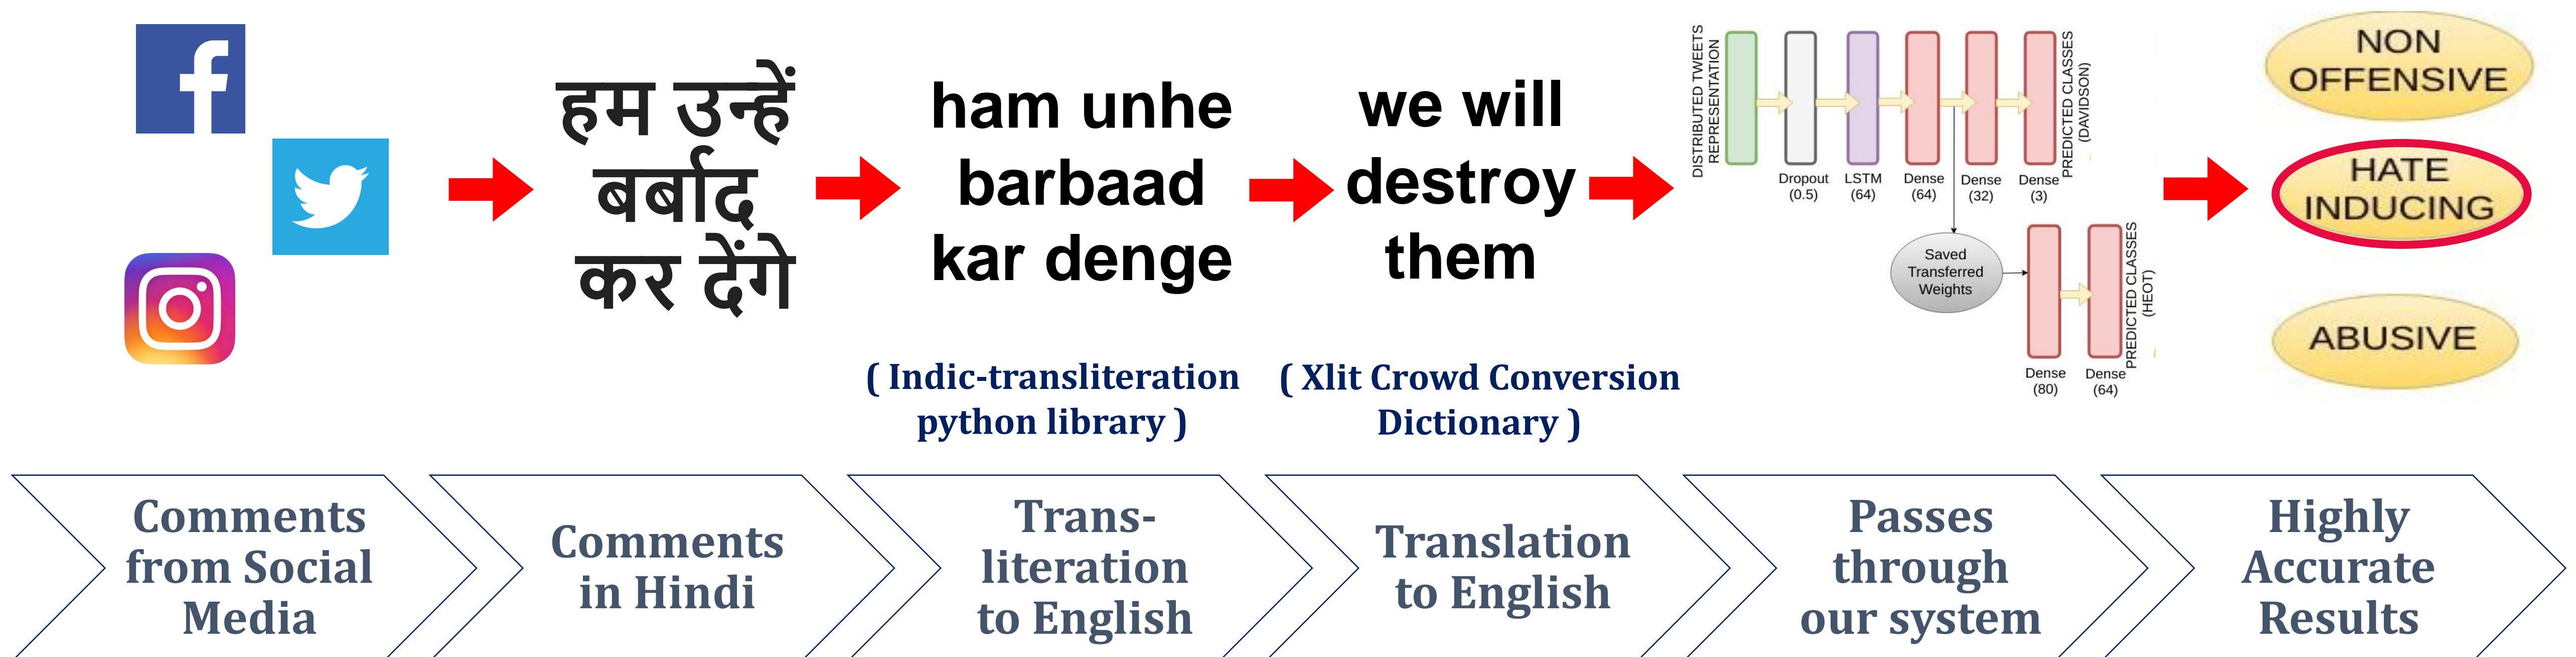 हम उन्हें
बर्बाद
कर देंगे
ham unhe
barbaad
kar denge
( Indic-transliteration
python library )
we will
destroy
them
( Xlit Crowd Conversion
Dictionary )
DISTRIBUTED TWEETS
REPRESENTATION
Dropout
(0.5)
LSTM
(64)
Dense
(64)
Dense
(32)
Dense
(3)
PREDICTED CLASSES
(DAVIDSON)
Saved
Transferred
Weights
Dense
(80)
Dense
(64)
PREDICTED CLASSES
(HEOT)
NON
OFFENSIVE
HATE
INDUCING
ABUSIVE
Comments
from Social
Media
Comments
in Hindi
Trans-
literation
to English
Translation
to English
Passes
through
our system
Highly
Accurate
Results